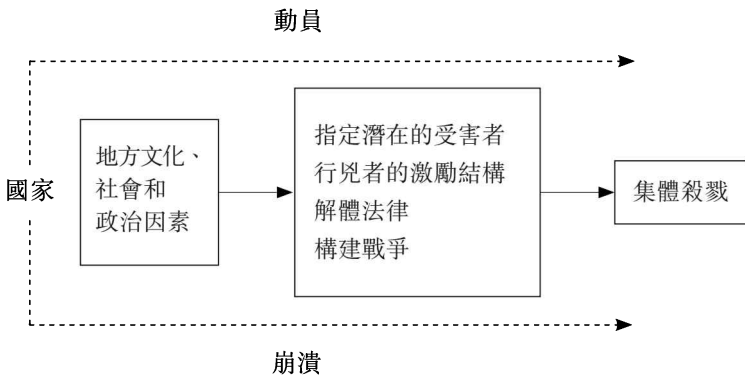 動員
國家
地方文化、
社會和
政治因素
指定潛在的受害者
行兇者的激勵結構
解體法律
構建戰爭
集體殺戮
崩潰